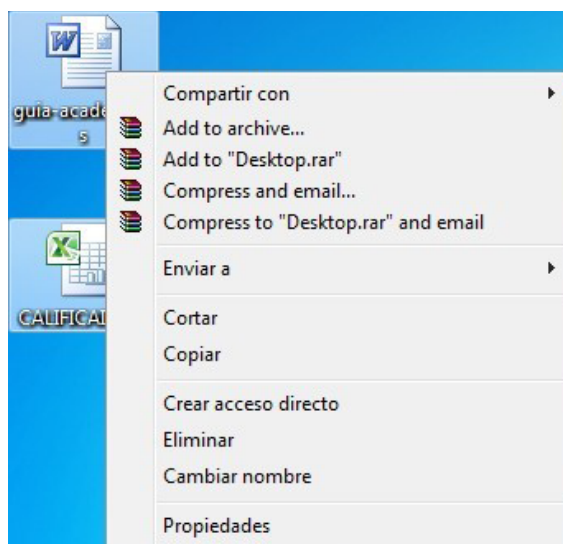 guia-acade
s
CALIFICA
Compartir con
Add to archive...
Add to "Desktop.rar"
Compress and email...
Compress to "Desktop.rar" and email
Enviar a
Cortar
Copiar
Crear acceso directo
Eliminar
Cambiar nombre
Propiedades